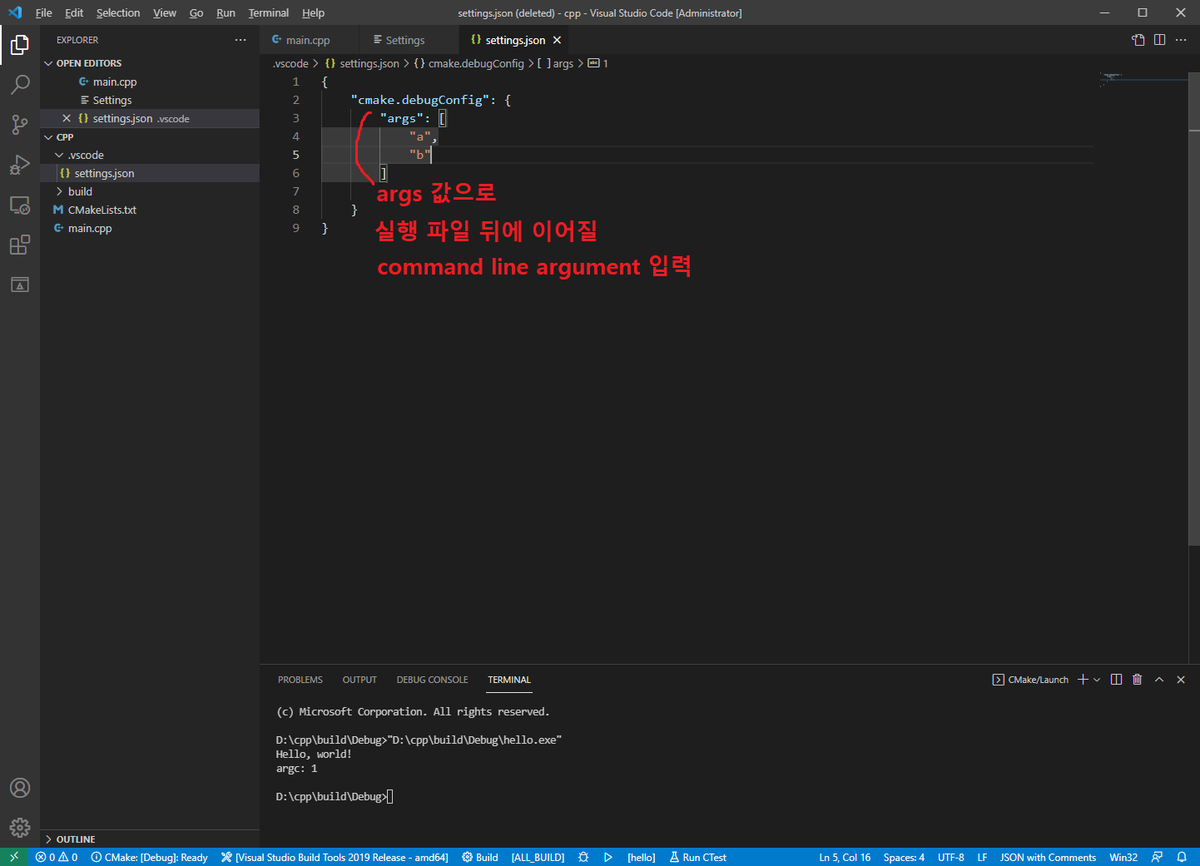 File Edit Selection View Go Run Terminal Help
settings.json (deleted) - cpp - Visual Studio Code [Administrator]
EXPLORER
OPEN EDITORS
main.cpp
Settings
settings.json .vscode
CPP
.vscode
settings.json
build
CMakeLists.txt
main.cpp
OUTLINE
main.cpp Settings {} settings.json
.vscode > {} settings.json > {} cmake.debugConfig > [ ] args > 1
1 {
2 "cmake.debugConfig": {
3 "args": [
4 "a",
5 "b"
6 ]
7
8 }
9 }
args 값으로
실행 파일 뒤에 이어질
command line argument 입력
PROBLEMS OUTPUT DEBUG CONSOLE TERMINAL
CMake/Launch
(c) Microsoft Corporation. All rights reserved.
D:\cpp\build\Debug>"D:\cpp\build\Debug\hello.exe"
Hello, world!
argc: 1
D:\cpp\build\Debug>
0 0 CMake: [Debug]: Ready [Visual Studio Build Tools 2019 Release - amd64] Build [ALL_BUILD] [hello] Run CTest Ln 5, Col 16 Spaces: 4 UTF-8 LF JSON with Comments Win32